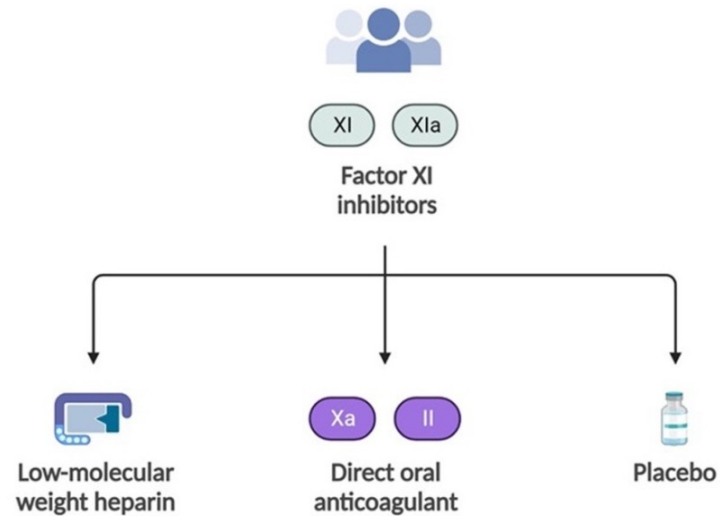 XI XIa
Factor XI
inhibitors
Xa II
Low-molecular
weight heparin
Direct oral
anticoagulant
Placebo